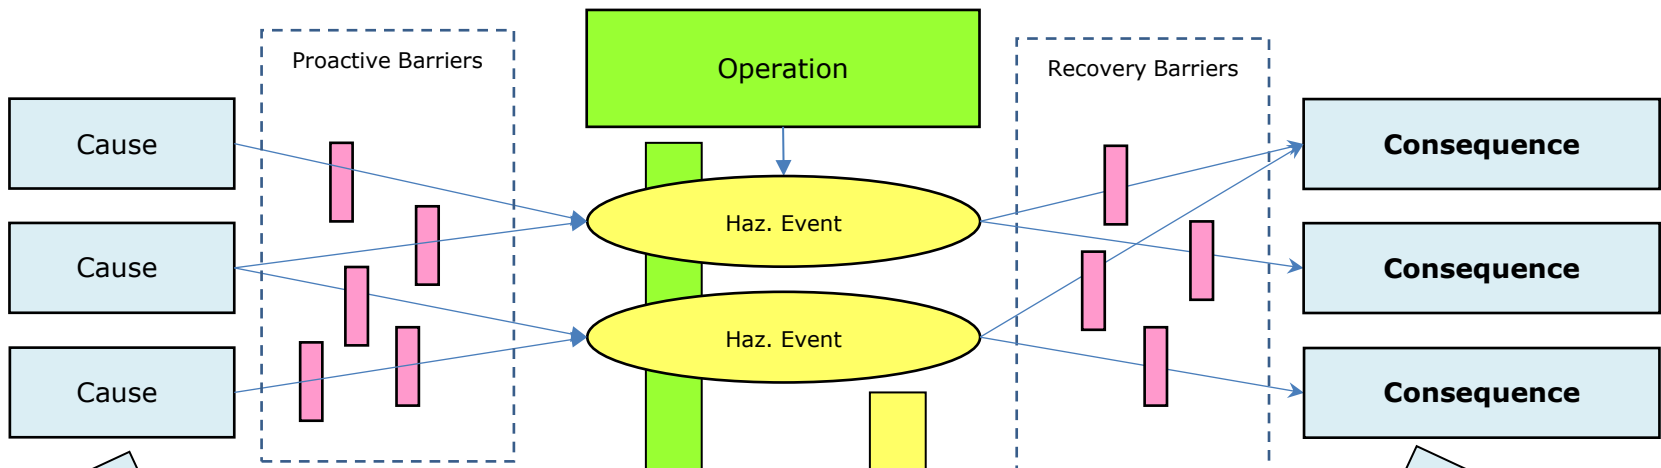 Proactive Barriers
Operation
Recovery Barriers
Cause
Consequence
Haz. Event
Cause
Consequence
Haz. Event
Cause
Consequence